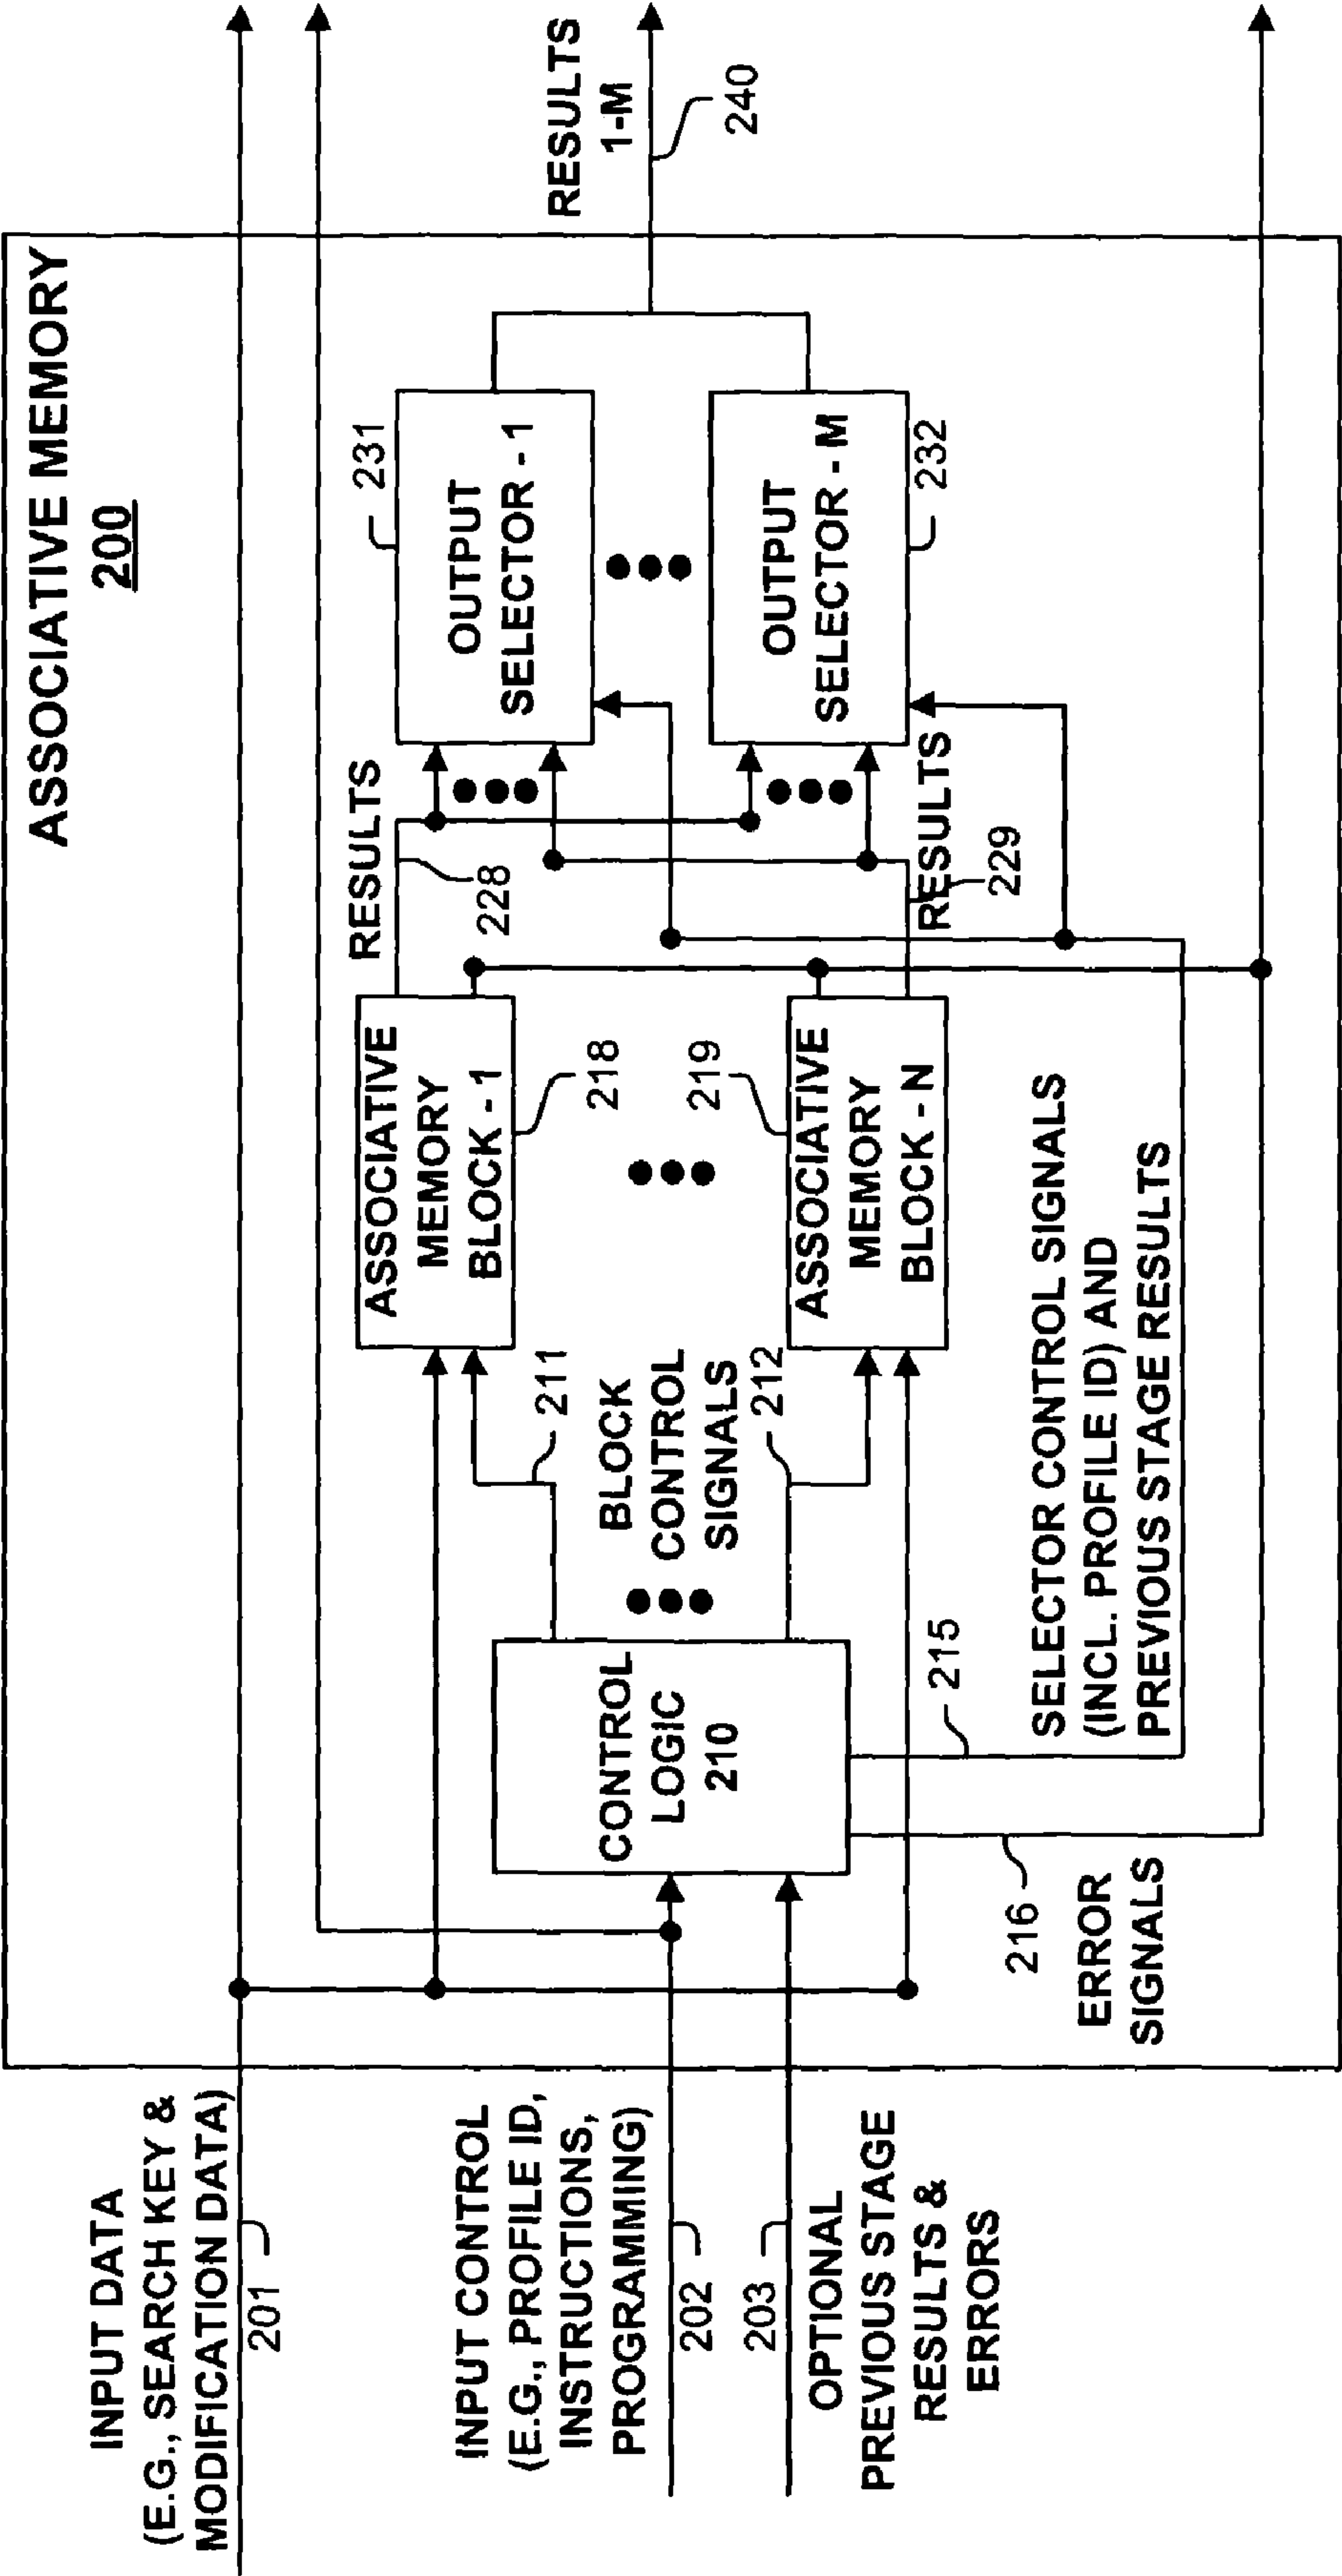 ASSOCIATIVE MEMORY
200
INPUT DATA
(E.G., SEARCH KEY &
MODIFICATION DATA)
201
INPUT CONTROL
(E.G., PROFILE ID,
INSTRUCTIONS,
PROGRAMMING)
202
203
OPTIONAL
PREVIOUS STAGE
RESULTS &
ERRORS
CONTROL
LOGIC
210
211
BLOCK
CONTROL
SIGNALS
212
215
216
ERROR
SIGNALS
SELECTOR CONTROL SIGNALS
(INCL. PROFILE ID) AND
PREVIOUS STAGE RESULTS
ASSOCIATIVE
MEMORY
BLOCK - 1
218
219
ASSOCIATIVE
MEMORY
BLOCK - N
RESULTS
228
RESULTS
229
231
OUTPUT
SELECTOR - 1
OUTPUT
SELECTOR - M
232
RESULTS
1-M
240